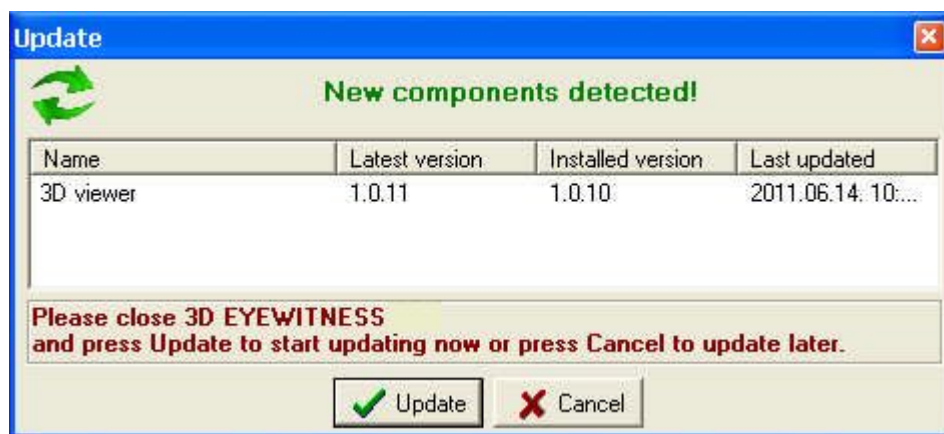 Update
New components detected!
Name Latest version Installed version Last updated
3D viewer 1.0.11 1.0.10 2011.06.14. 10:...
Please close 3D EYEWITNESS
and press Update to start updating now or press Cancel to update later.
Update Cancel